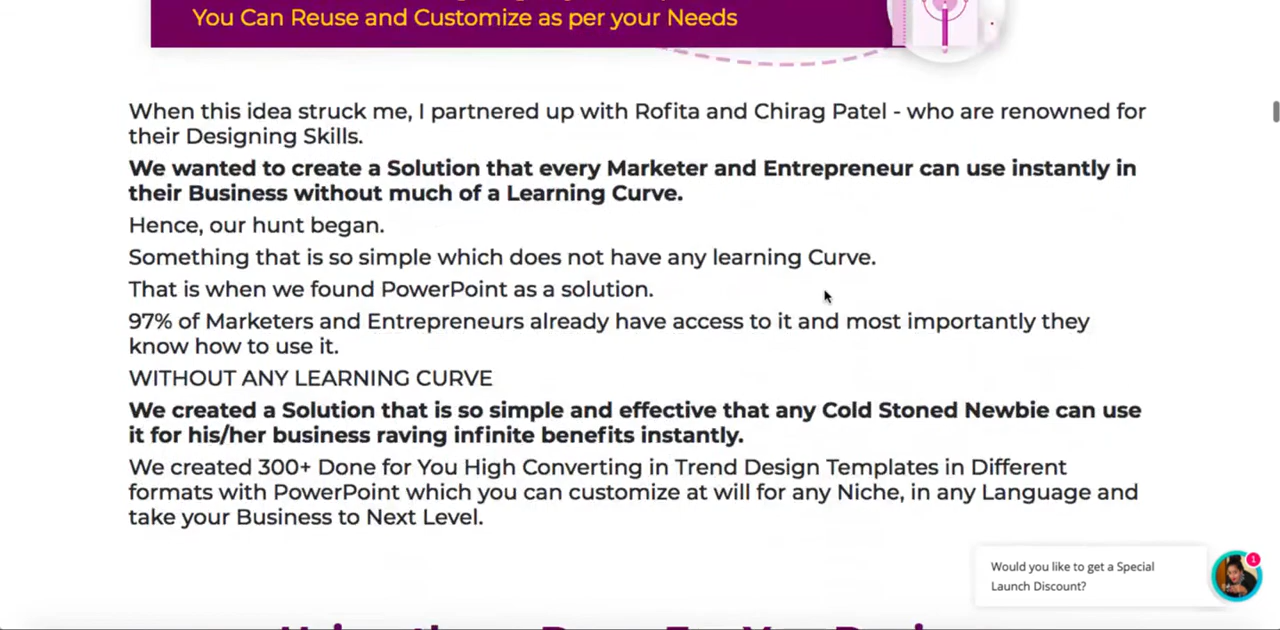 You Can Reuse and Customize as per your Needs
When this idea struck me, I partnered up with Rofita and Chirag Patel - who are renowned for
their Designing Skills.
We wanted to create a Solution that every Marketer and Entrepreneur can use instantly in
their Business without much of a Learning Curve.
Hence, our hunt began.
Something that is so simple which does not have any learning Curve.
That is when we found PowerPoint as a solution.
97% of Marketers and Entrepreneurs already have access to it and most importantly they
know how to use it.
WITHOUT ANY LEARNING CURVE
We created a Solution that is so simple and effective that any Cold Stoned Newbie can use
it for his/her business raving infinite benefits instantly.
We created 300+ Done for You High Converting in Trend Design Templates in Different
formats with PowerPoint which you can customize at will for any Niche, in any Language and
take your Business to Next Level.
Would you like to get a Special
Launch Discount?
1